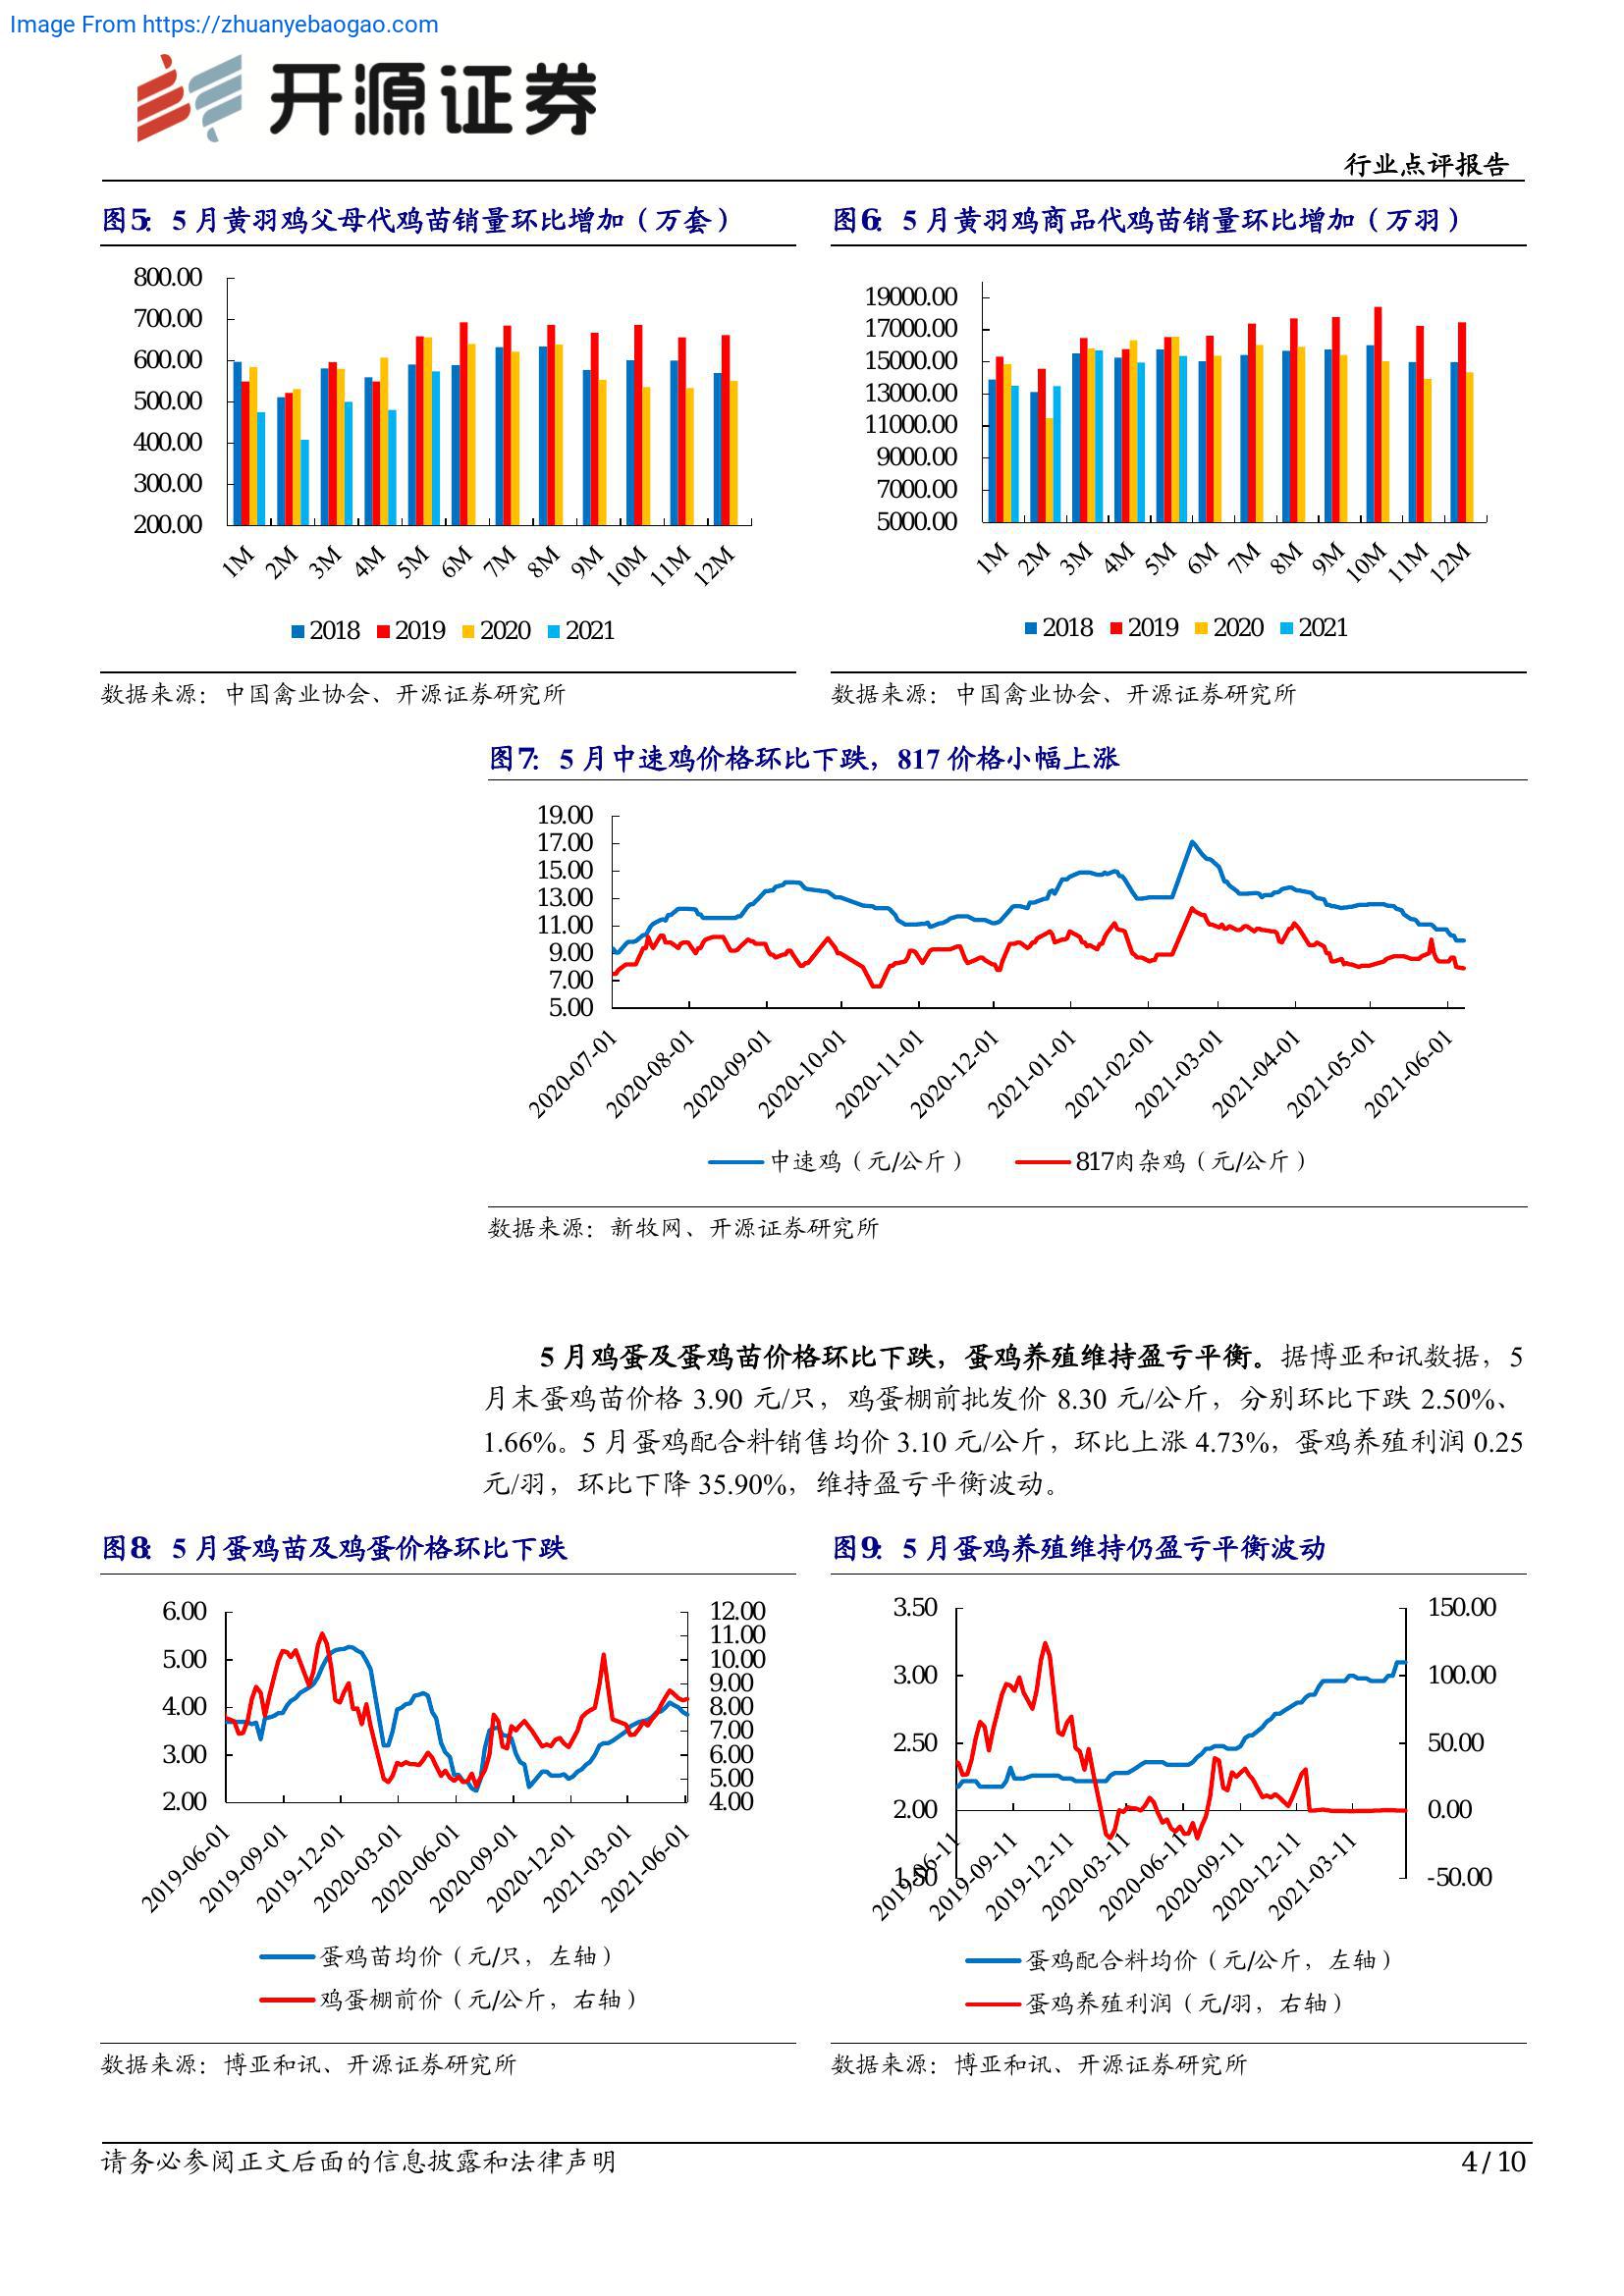 Image From https://zhuanyebaogao.com
开源证券
行业点评报告
图5： 5 月黄羽鸡父母代鸡苗销量环比增加（万套）
800.00
700.00
600.00
500.00
400.00
300.00
200.00
1M 2M 3M 4M 5M 6M 7M 8M 9M 10M 11M 12M
2018 2019 2020 2021
数据来源：中国禽业协会、开源证券研究所
图6： 5 月黄羽鸡商品代鸡苗销量环比增加（万羽）
19000.00
17000.00
15000.00
13000.00
11000.00
9000.00
7000.00
5000.00
1M 2M 3M 4M 5M 6M 7M 8M 9M 10M 11M 12M
2018 2019 2020 2021
数据来源：中国禽业协会、开源证券研究所
图7： 5 月中速鸡价格环比下跌，817 价格小幅上涨
19.00
17.00
15.00
13.00
11.00
9.00
7.00
5.00
2020-07-01 2020-08-01 2020-09-01 2020-10-01 2020-11-01 2020-12-01 2021-01-01 2021-02-01 2021-03-01 2021-04-01 2021-05-01 2021-06-01
中速鸡（元/公斤） 817肉杂鸡（元/公斤）
数据来源：新牧网、开源证券研究所
5 月鸡蛋及蛋鸡苗价格环比下跌，蛋鸡养殖维持盈亏平衡。据博亚和讯数据，5
月末蛋鸡苗价格 3.90 元/只，鸡蛋棚前批发价 8.30 元/公斤，分别环比下跌 2.50%、
1.66%。5 月蛋鸡配合料销售均价 3.10 元/公斤，环比上涨 4.73%，蛋鸡养殖利润 0.25
元/羽，环比下降 35.90%，维持盈亏平衡波动。
图8： 5 月蛋鸡苗及鸡蛋价格环比下跌
6.00
5.00
4.00
3.00
2.00
12.00
11.00
10.00
9.00
8.00
7.00
6.00
5.00
4.00
2019-06-01 2019-09-01 2019-12-01 2020-03-01 2020-06-01 2020-09-01 2020-12-01 2021-03-01 2021-06-01
蛋鸡苗均价（元/只，左轴）
鸡蛋棚前价（元/公斤，右轴）
数据来源：博亚和讯、开源证券研究所
图9： 5 月蛋鸡养殖维持仍盈亏平衡波动
3.50
3.00
2.50
2.00
1.50
150.00
100.00
50.00
0.00
-50.00
2019-06-11 2019-09-11 2019-12-11 2020-03-11 2020-06-11 2020-09-11 2020-12-11 2021-03-11
蛋鸡配合料均价（元/公斤，左轴）
蛋鸡养殖利润（元/羽，右轴）
数据来源：博亚和讯、开源证券研究所
请务必参阅正文后面的信息披露和法律声明
4 / 10